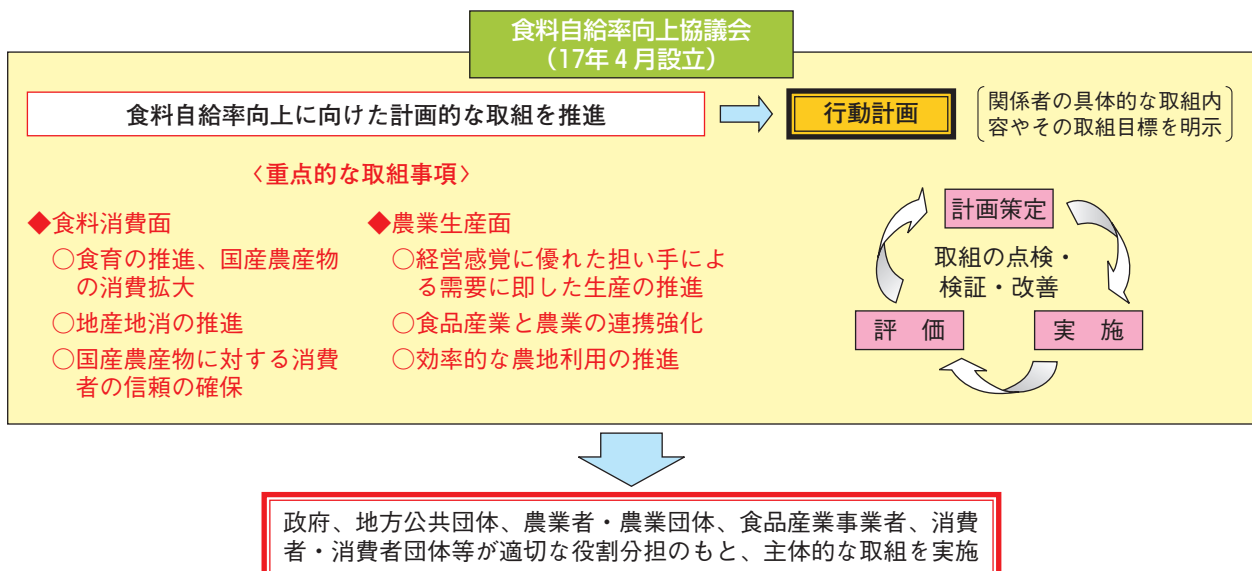 食料自給率向上協議会
（17年４月設立）
食料自給率向上に向けた計画的な取組を推進
行動計画
関係者の具体的な取組内
容やその取組目標を明示
〈重点的な取組事項〉
◆食料消費面
○食育の推進、国産農産物
の消費拡大
○地産地消の推進
○国産農産物に対する消費
者の信頼の確保
◆農業生産面
○経営感覚に優れた担い手によ
る需要に即した生産の推進
○食品産業と農業の連携強化
○効率的な農地利用の推進
計画策定
取組の点検・
検証・改善
評　価
実　施
政府、地方公共団体、農業者・農業団体、食品産業事業者、消費
者・消費者団体等が適切な役割分担のもと、主体的な取組を実施